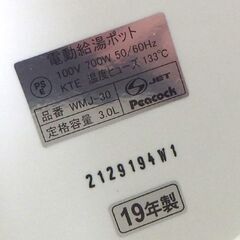 電動給湯ポット
100V 700W 50/60Hz
KTE 温度ヒューズ 133℃
PS E
JET
品番 WMJ-30
定格容量 3.0L
Peacock
2129194W1
19年製